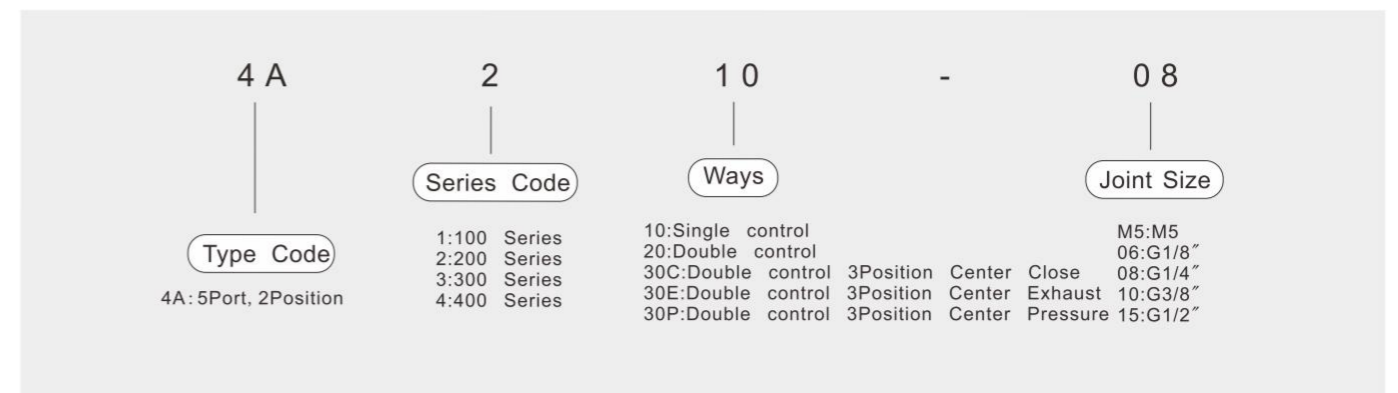 4A 2 10 - 08
Series Code
Ways
Joint Size
Type Code
4A: 5Port, 2Position
1:100 Series
2:200 Series
3:300 Series
4:400 Series
10:Single control
20:Double control
30C:Double control 3Position Center Close
30E:Double control 3Position Center Exhaust
30P:Double control 3Position Center Pressure
M5:M5
06:G1/8″
08:G1/4″
10:G3/8″
15:G1/2″